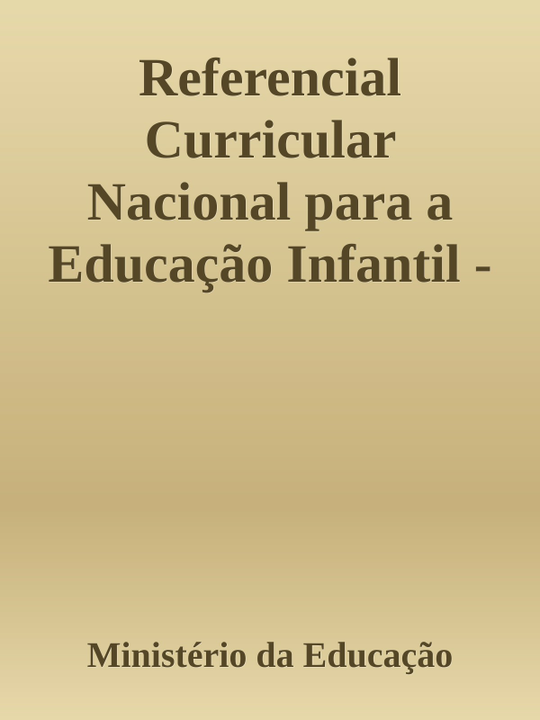 Referencial
Curricular
Nacional para a
Educação Infantil -
Ministério da Educação